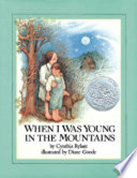 WHEN I WAS YOUNG
IN THE MOUNTAINS
by Cynthia Rylant
illustrated by Diane Goode